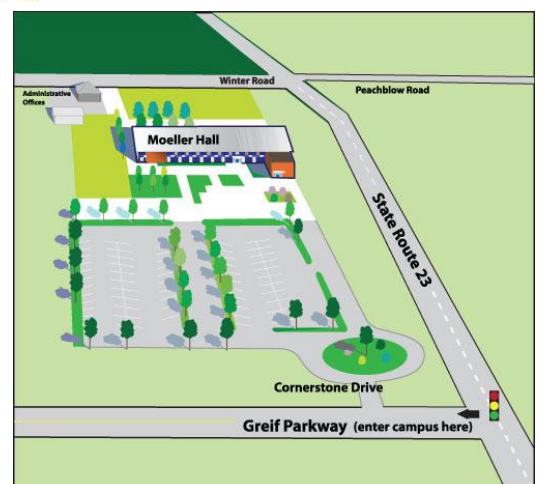 Winter Road
Peachblow Road
Administrative
Offices
Moeller Hall
State Route 23
Cornerstone Drive
Greif Parkway (enter campus here)